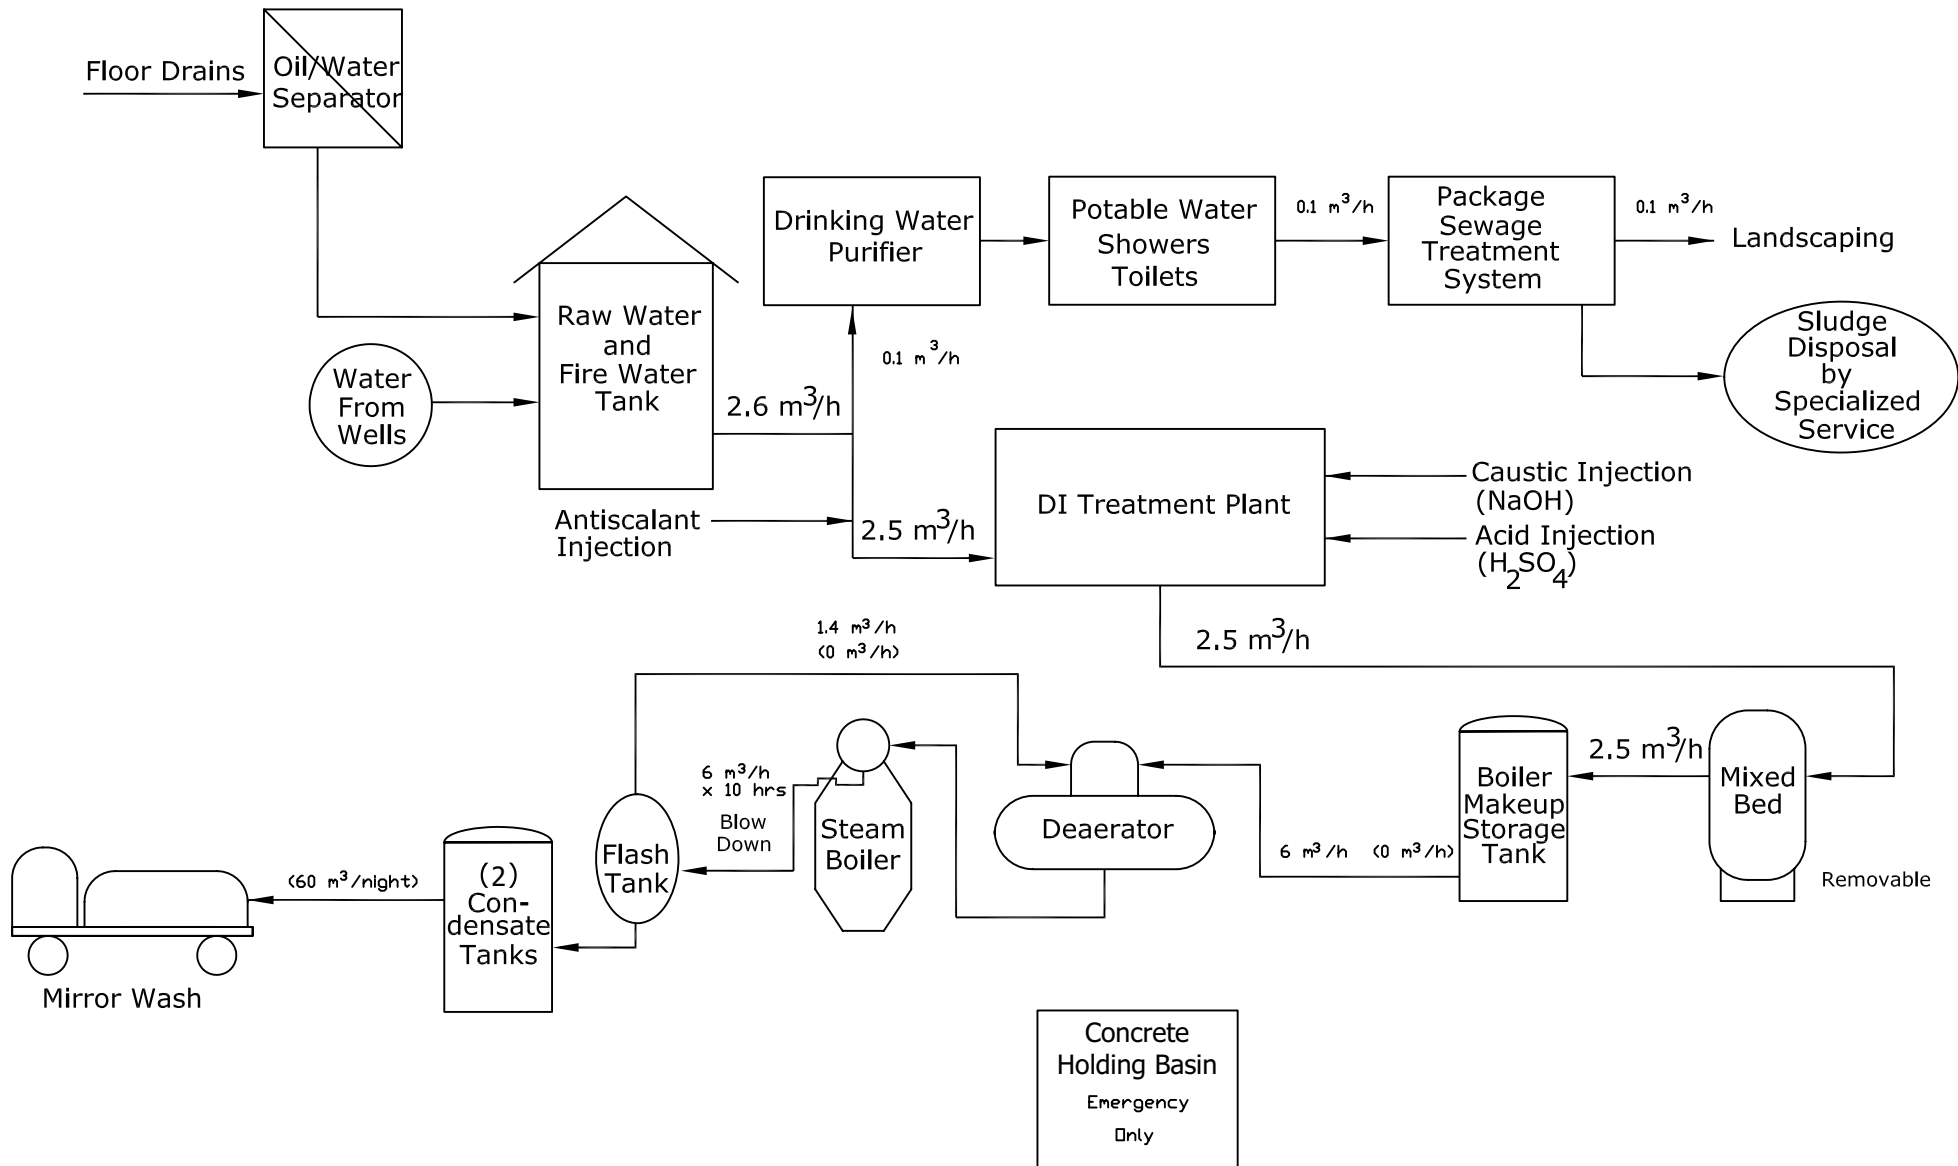 Floor Drains
Oil/Water
Separator
Drinking Water
Purifier
Potable Water
Showers
Toilets
0.1 m³/h
Package
Sewage
Treatment
System
0.1 m³/h
Landscaping
Raw Water
and
Fire Water
Tank
Water
From
Wells
2.6 m³/h
0.1 m³/h
Sludge
Disposal
by
Specialized
Service
Antiscalant
Injection
2.5 m³/h
DI Treatment Plant
Caustic Injection
(NaOH)
Acid Injection
(H₂SO₄)
2.5 m³/h
1.4 m³/h
(0 m³/h)
6 m³/h
x 10 hrs
Blow
Down
Steam
Boiler
Deaerator
6 m³/h (0 m³/h)
Boiler
Makeup
Storage
Tank
2.5 m³/h
Mixed
Bed
Removable
Flash
Tank
(2)
Con-
densate
Tanks
(60 m³/night)
Mirror Wash
Concrete
Holding Basin
Emergency
Only